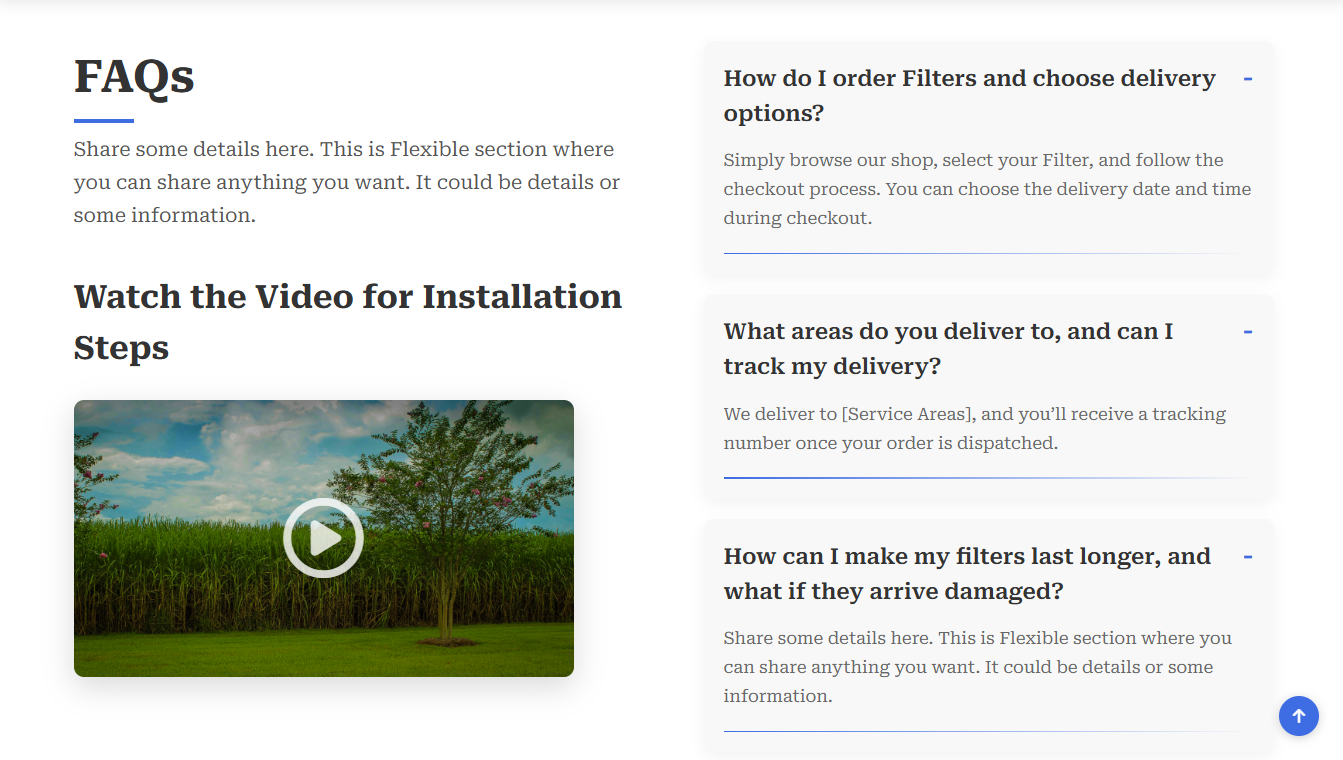 FAQs
Share some details here. This is Flexible section where
you can share anything you want. It could be details or
some information.
Watch the Video for Installation
Steps
How do I order Filters and choose delivery
options?
-
Simply browse our shop, select your Filter, and follow the
checkout process. You can choose the delivery date and time
during checkout.
What areas do you deliver to, and can I
track my delivery?
-
We deliver to [Service Areas], and you’ll receive a tracking
number once your order is dispatched.
How can I make my filters last longer, and
what if they arrive damaged?
-
Share some details here. This is Flexible section where you
can share anything you want. It could be details or some
information.